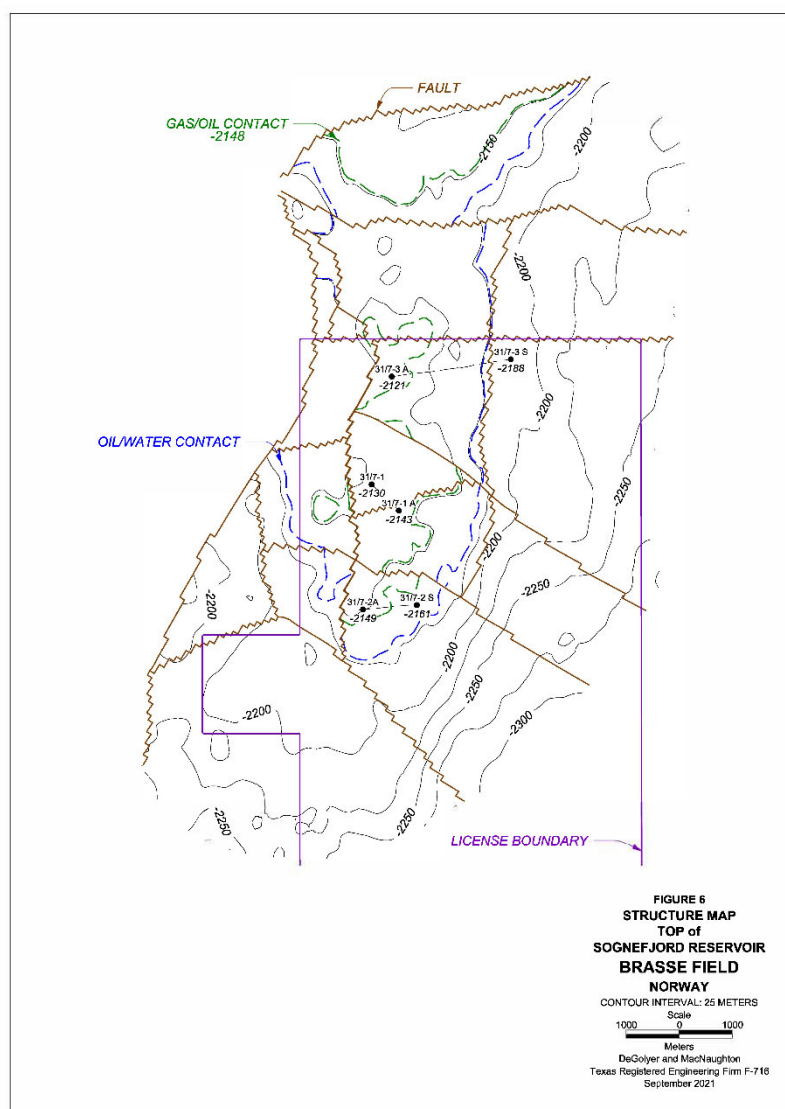 FAULT
GAS/OIL CONTACT
-2148
-2150
-2200
-2200
31/7-3 S
-2188
31/7-3 A
-2121
-2200
OIL/WATER CONTACT
31/7-1
-2130
-2250
31/7-1 A
-2143
-2200
-2200
-2250
31/7-2A
-2149
31/7-2 S
-2161
-2200
-2250
-2200
-2300
-2250
-2250
LICENSE BOUNDARY
FIGURE 6
STRUCTURE MAP
TOP of
SOGNEFJORD RESERVOIR
BRASSE FIELD
NORWAY
CONTOUR INTERVAL: 25 METERS
Scale
1000 0 1000
Meters
DeGolyer and MacNaughton
Texas Registered Engineering Firm F-716
September 2021